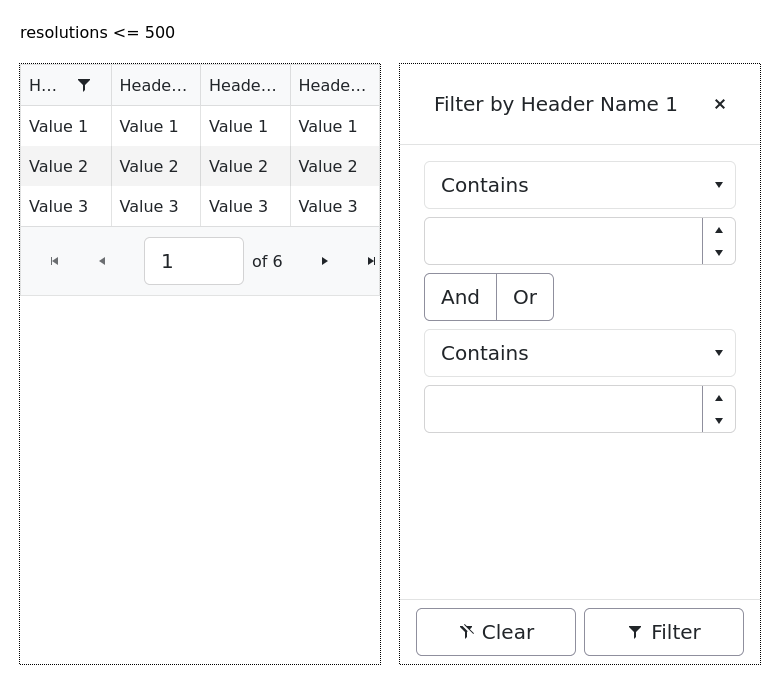 resolutions <= 500
H... Heade... Heade... Heade...
Value 1 Value 1 Value 1 Value 1
Value 2 Value 2 Value 2 Value 2
Value 3 Value 3 Value 3 Value 3
1 of 6
Filter by Header Name 1
Contains
And Or
Contains
Clear Filter